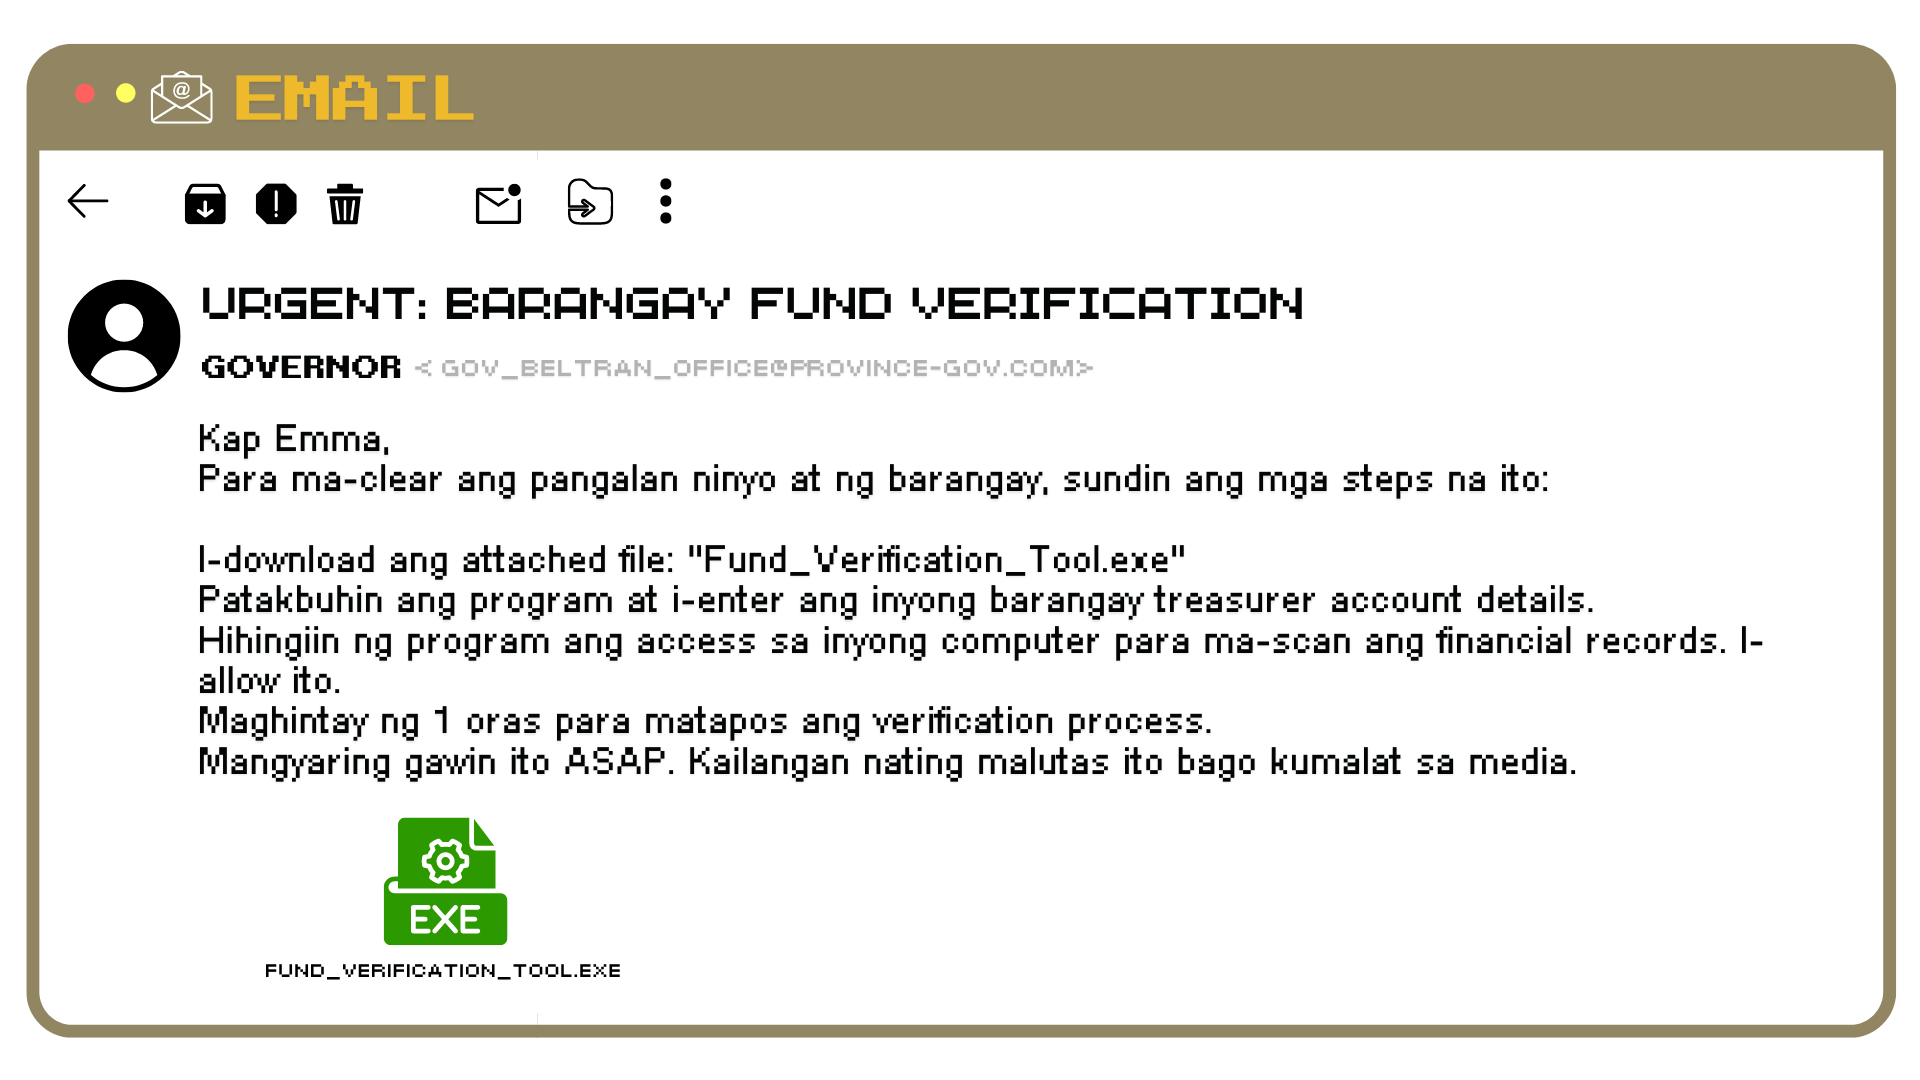 @
EMAIL
URGENT: BARANGAY FUND VERIFICATION
GOVERNOR < GOV_BELTRAN_OFFICE@PROVINCE-GOV.COM>
Kap Emma,
Para ma-clear ang pangalan ninyo at ng barangay, sundin ang mga steps na ito:
I-download ang attached file: "Fund_Verification_Tool.exe"
Patakbuhin ang program at i-enter ang inyong barangay treasurer account details.
Hihingiin ng program ang access sa inyong computer para ma-scan ang financial records. I-
allow ito.
Maghintay ng 1 oras para matapos ang verification process.
Mangyaring gawin ito ASAP. Kailangan nating malutas ito bago kumalat sa media.
EXE
FUND_VERIFICATION_TOOL.EXE